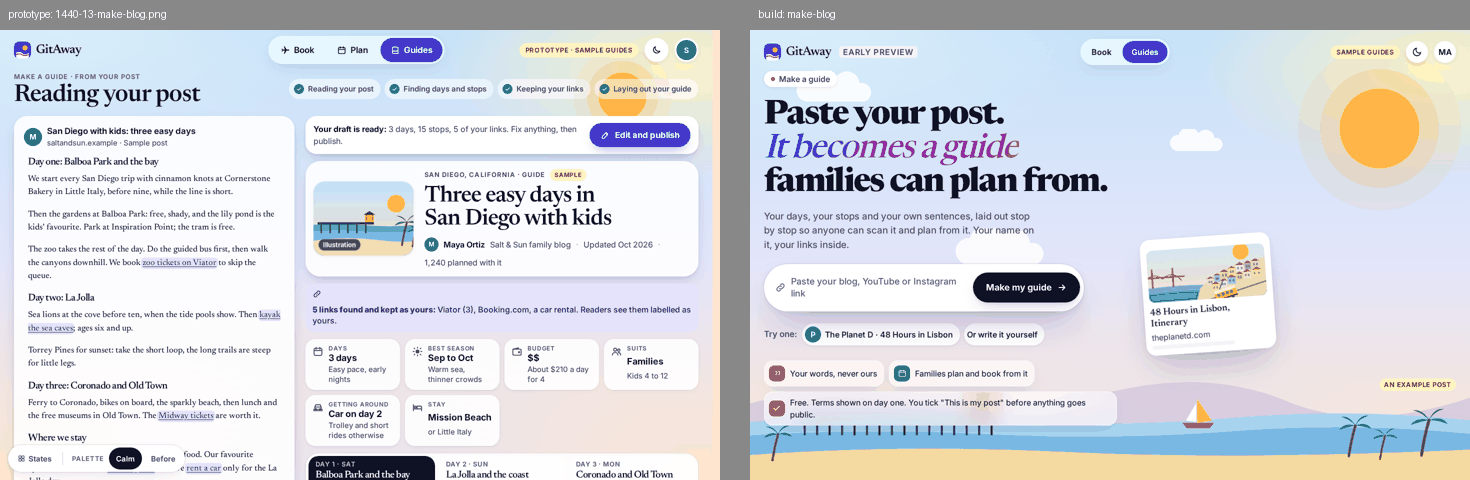 prototype: 1440-13-make-blog.png
GitAway
Book
Plan
Guides
PROTOTYPE · SAMPLE GUIDES
S
MAKE A GUIDE · FROM YOUR POST
Reading your post
Reading your post
Finding days and stops
Keeping your links
Laying out your guide
M
San Diego with kids: three easy days
saltandsun.example · Sample post
Day one: Balboa Park and the bay
We start every San Diego trip with cinnamon knots at Cornerstone
Bakery in Little Italy, before nine, while the line is short.
Then the gardens at Balboa Park: free, shady, and the lily pond is the
kids' favourite. Park at Inspiration Point; the tram is free.
The zoo takes the rest of the day. Do the guided bus first, then walk
the canyons downhill. We book zoo tickets on Viator to skip the
queue.
Day two: La Jolla
Sea lions at the cove before ten, when the tide pools show. Then kayak
the sea caves; ages six and up.
Torrey Pines for sunset: take the short loop, the long trails are steep
for little legs.
Day three: Coronado and Old Town
Ferry to Coronado, bikes on board, the sparkly beach, then lunch and
the free museums in Old Town. The Midway tickets are worth it.
Where we stay
food. Our favourite
rent a car only for the La
States
PALETTE
Calm
Before
Your draft is ready: 3 days, 15 stops, 5 of your links. Fix anything, then
publish.
Edit and publish
Illustration
SAN DIEGO, CALIFORNIA · GUIDE
SAMPLE
Three easy days in
San Diego with kids
M
Maya Ortiz Salt & Sun family blog · Updated Oct 2026 ·
1,240 planned with it
5 links found and kept as yours: Viator (3), Booking.com, a car rental. Readers see them labelled as
yours.
DAYS
3 days
Easy pace, early
nights
BEST SEASON
Sep to Oct
Warm sea,
thinner crowds
BUDGET
$$
About $210 a day
for 4
SUITS
Families
Kids 4 to 12
GETTING AROUND
Car on day 2
Trolley and short
rides otherwise
STAY
Mission Beach
or Little Italy
DAY 1 · SAT
Balboa Park and the bay
DAY 2 · SUN
La Jolla and the coast
DAY 3 · MON
Coronado and Old Town
build: make-blog
GitAway
EARLY PREVIEW
Book
Guides
SAMPLE GUIDES
MA
Make a guide
Paste your post.
It becomes a guide
families can plan from.
Your days, your stops and your own sentences, laid out stop
by stop so anyone can scan it and plan from it. Your name on
it, your links inside.
Paste your blog, YouTube or Instagram
link
Make my guide →
Try one:
P
The Planet D · 48 Hours in Lisbon
Or write it yourself
Your words, never ours
Families plan and book from it
Free. Terms shown on day one. You tick "This is my post" before anything goes
public.
48 Hours in Lisbon,
Itinerary
theplanetd.com
AN EXAMPLE POST